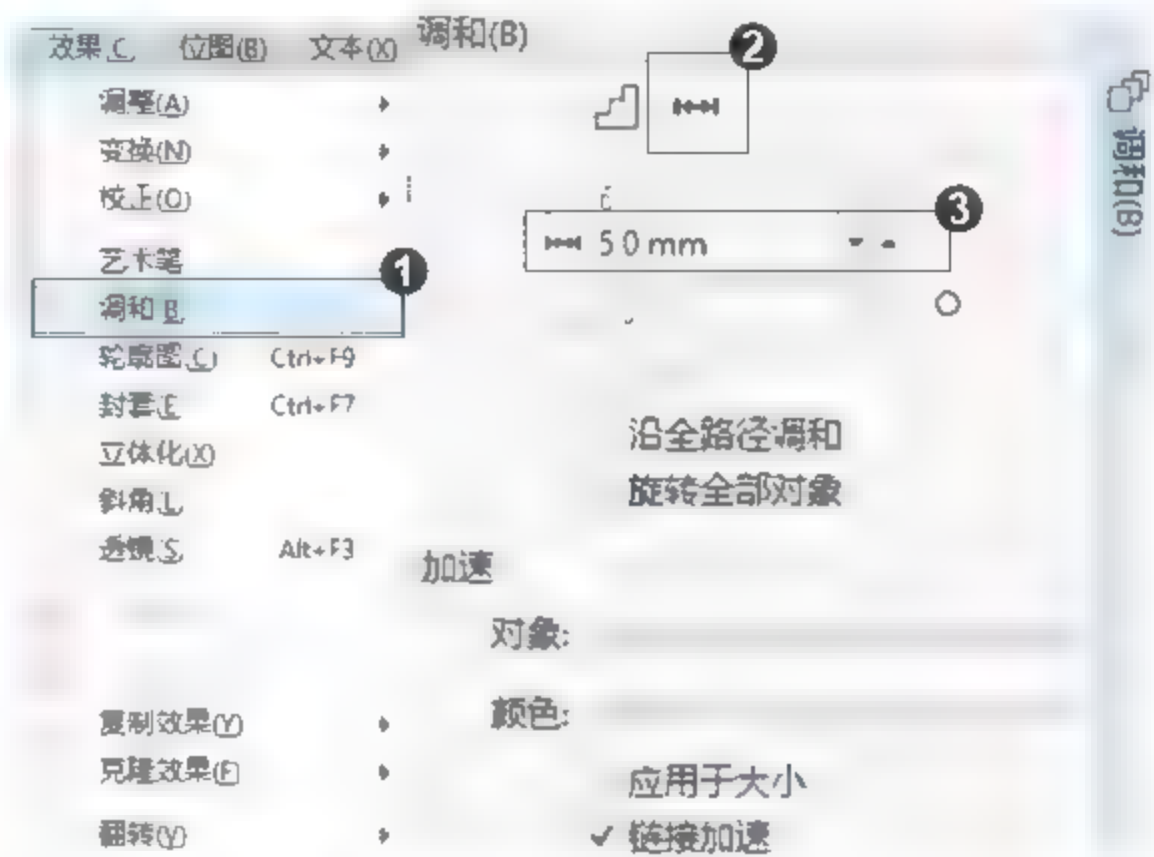 效果(C) 位图(B) 文本(X)
调整(A)
变换(N)
校正(O)
艺术笔
调和(B)
轮廓图(C) Ctrl+F9
封套(E) Ctrl+F7
立体化(X)
斜角(L)
透镜(S) Alt+F3
复制效果(Y)
克隆效果(F)
翻转(V)
1
调和(B)
2
3
5.0 mm
沿全路径调和
旋转全部对象
加速
对象:
颜色:
应用于大小
✓ 链接加速
调和(B)